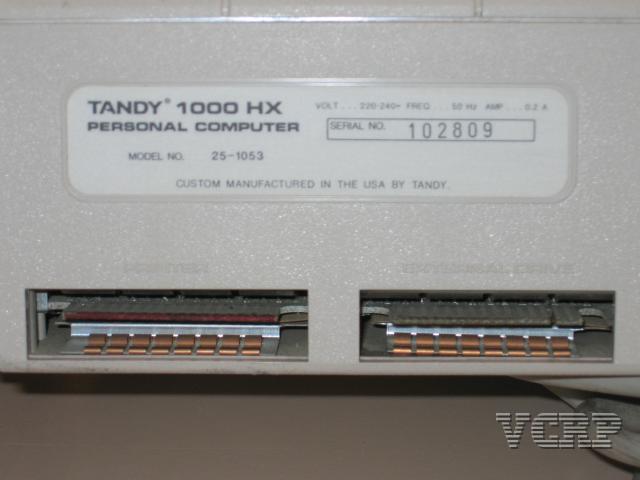 TANDY® 1000 HX
PERSONAL COMPUTER
VOLT . . . 220-240~ FREQ . . . 50 Hz AMP . . . 0.2 A
SERIAL NO. 102809
MODEL NO. 25-1053
CUSTOM MANUFACTURED IN THE USA BY TANDY.
PRINTER
EXTERNAL DRIVE
VCRP